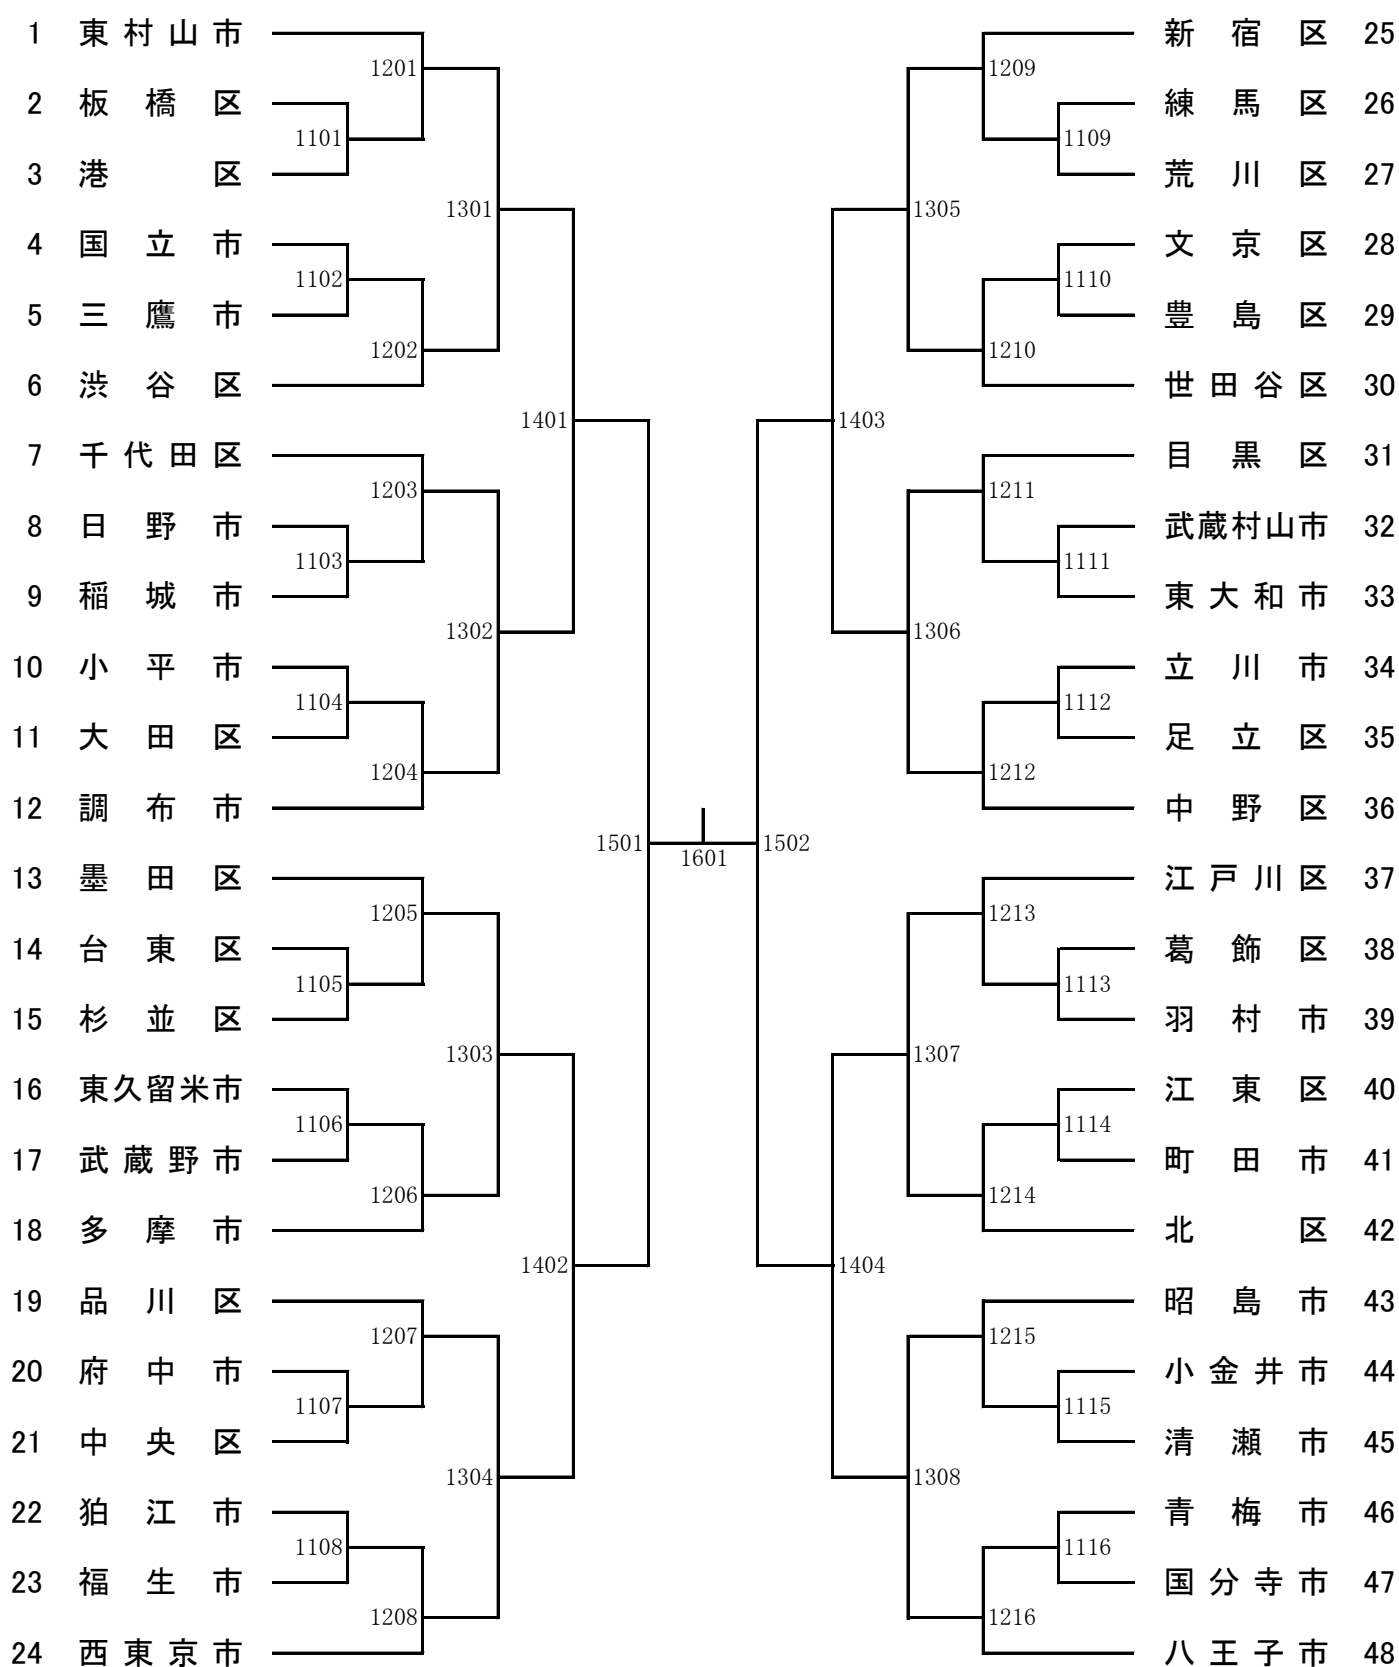 1 東村山市 新宿区 25
1201 1209
2 板橋区 練馬区 26
1101 1109
3 港区 荒川区 27
1301 1305
4 国立市 文京区 28
1102 1110
5 三鷹市 豊島区 29
1202 1210
6 渋谷区 世田谷区 30
1401 1403
7 千代田区 目黒区 31
1203 1211
8 日野市 武蔵村山市 32
1103 1111
9 稲城市 東大和市 33
1302 1306
10 小平市 立川市 34
1104 1112
11 大田区 足立区 35
1204 1212
12 調布市 中野区 36
1501 1601 1502
13 墨田区 江戸川区 37
1205 1213
14 台東区 葛飾区 38
1105 1113
15 杉並区 羽村市 39
1303 1307
16 東久留米市 江東区 40
1106 1114
17 武蔵野市 町田市 41
1206 1214
18 多摩市 北区 42
1402 1404
19 品川区 昭島市 43
1207 1215
20 府中市 小金井市 44
1107 1115
21 中央区 清瀬市 45
1304 1308
22 狛江市 青梅市 46
1108 1116
23 福生市 国分寺市 47
1208 1216
24 西東京市 八王子市 48